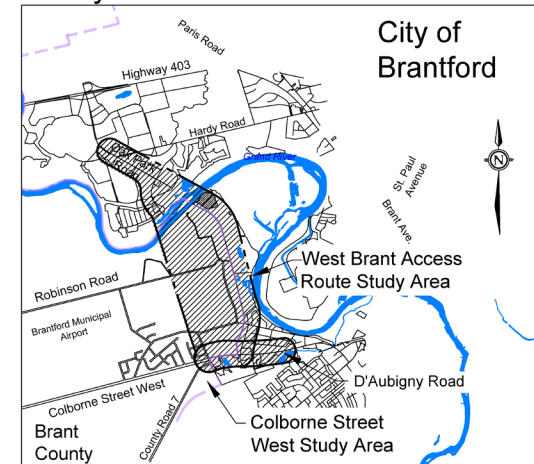 City of
Brantford
Paris Road
Highway 403
Hardy Road
Grand River
St. Paul
Avenue
Brant Ave.
N
West Brant Access
Route Study Area
Robinson Road
Brantford Municipal
Airport
D'Aubigny Road
Colborne Street West
County Road 7
Colborne Street
West Study Area
Brant
County